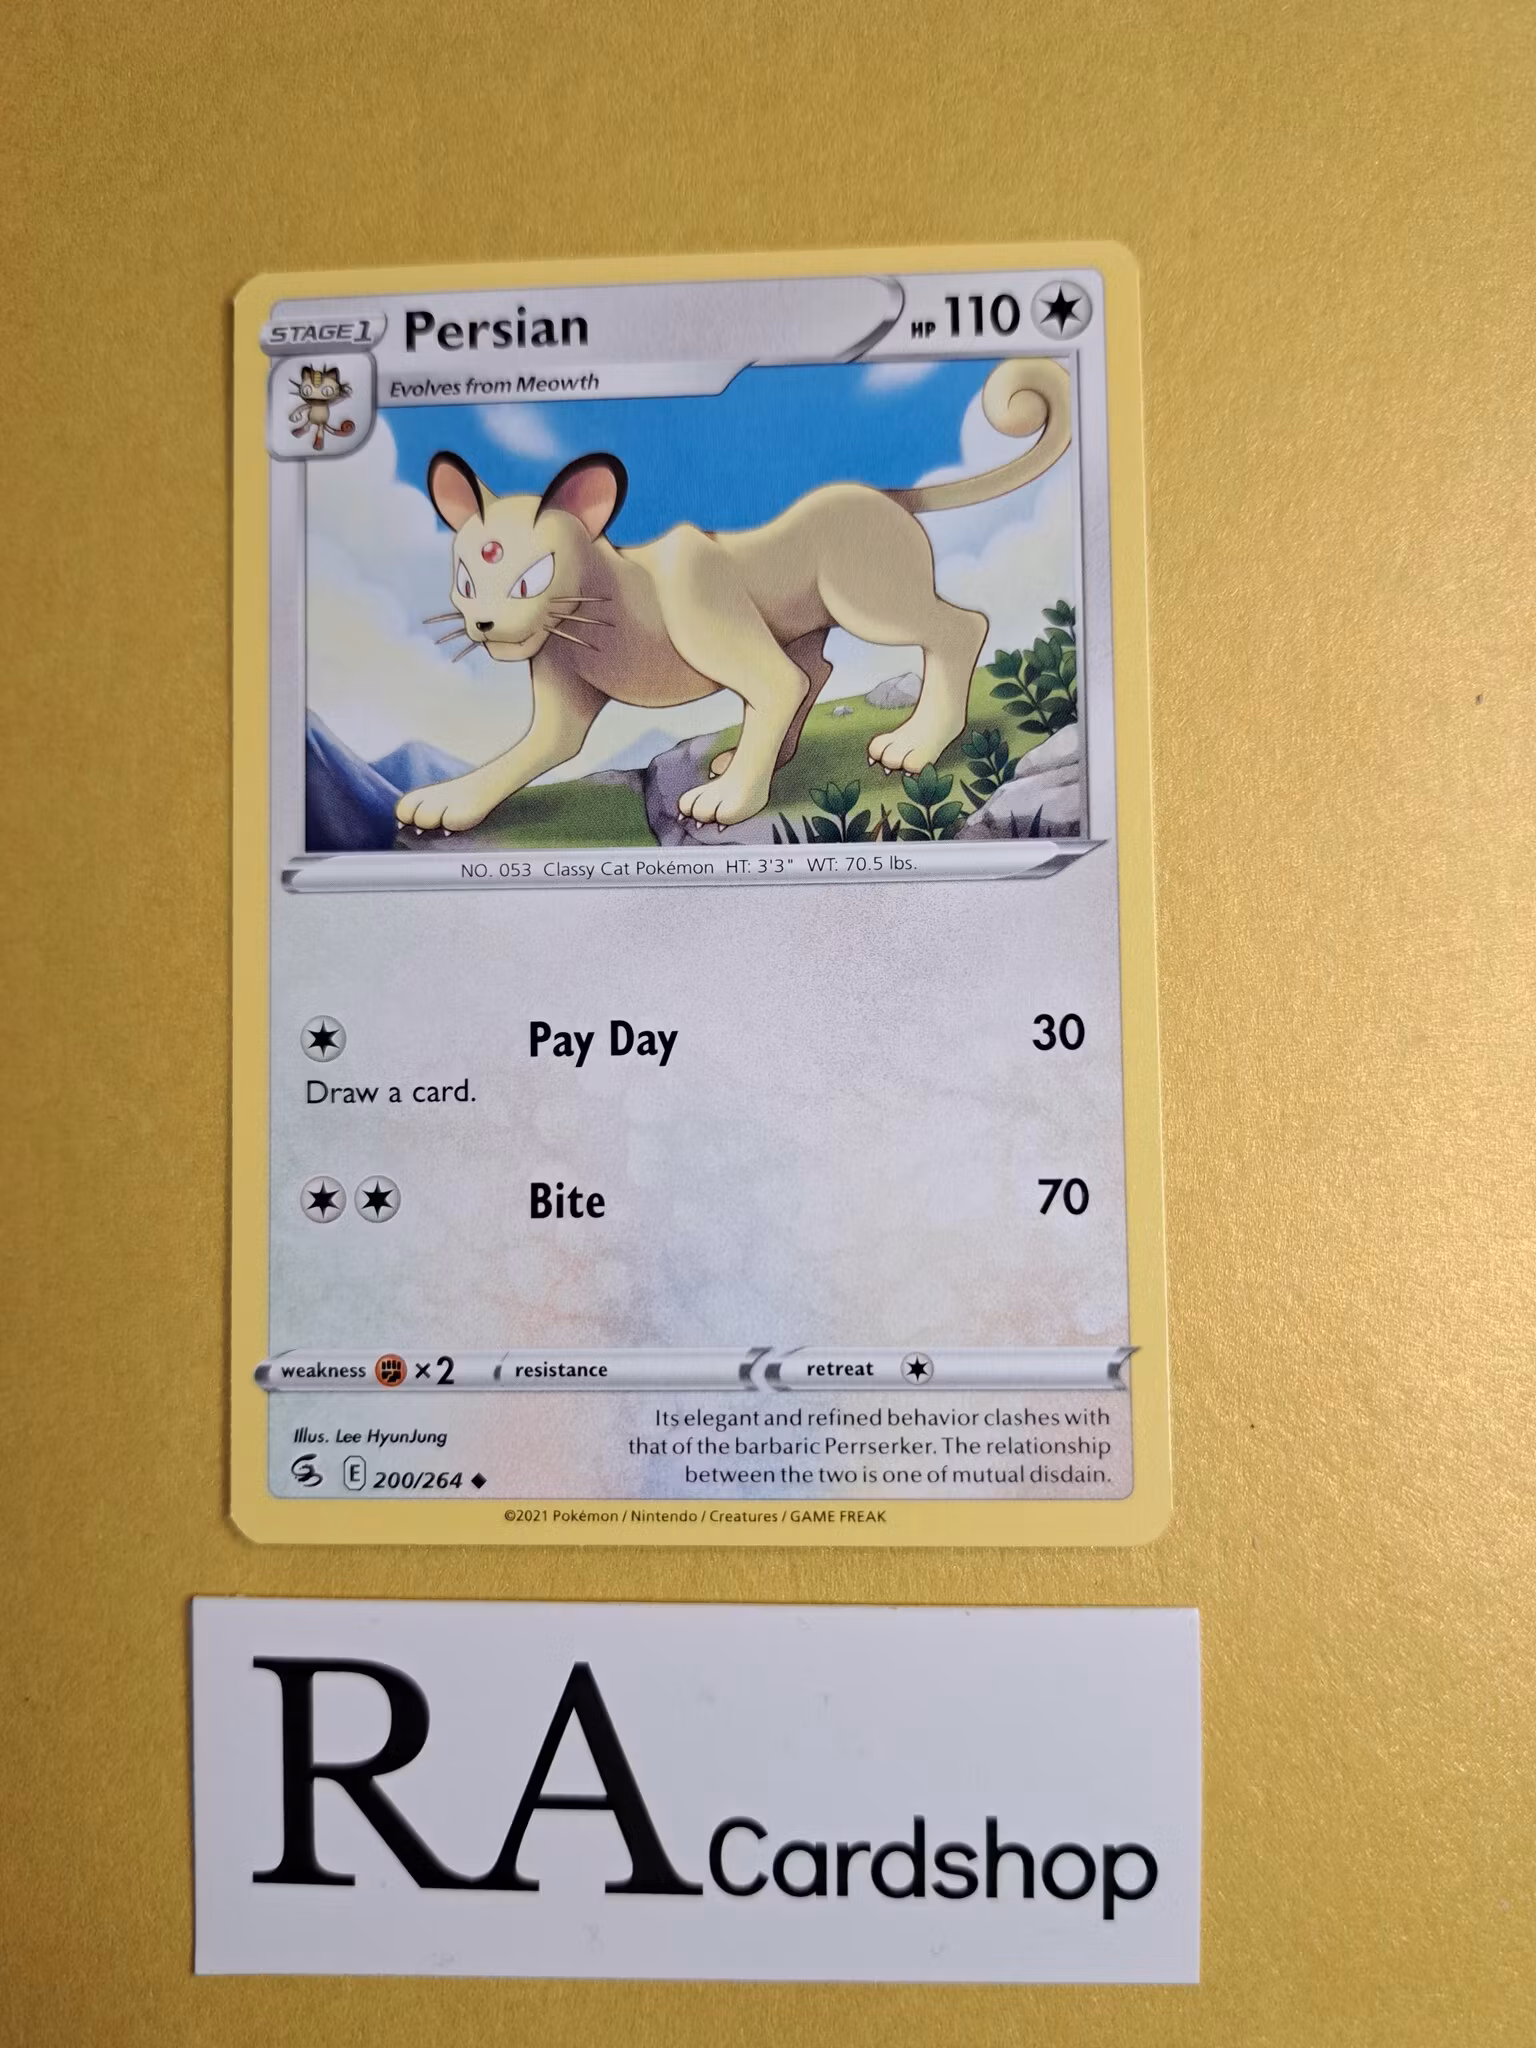 STAGE 1 Persian HP 110
Evolves from Meowth
NO. 053 Classy Cat Pokémon HT: 3'3" WT: 70.5 lbs.
Pay Day 30
Draw a card.
Bite 70
weakness ×2 resistance retreat
Its elegant and refined behavior clashes with
that of the barbaric Perrserker. The relationship
between the two is one of mutual disdain.
Illus. Lee HyunJung
E 200/264
©2021 Pokémon / Nintendo / Creatures / GAME FREAK
RA Cardshop